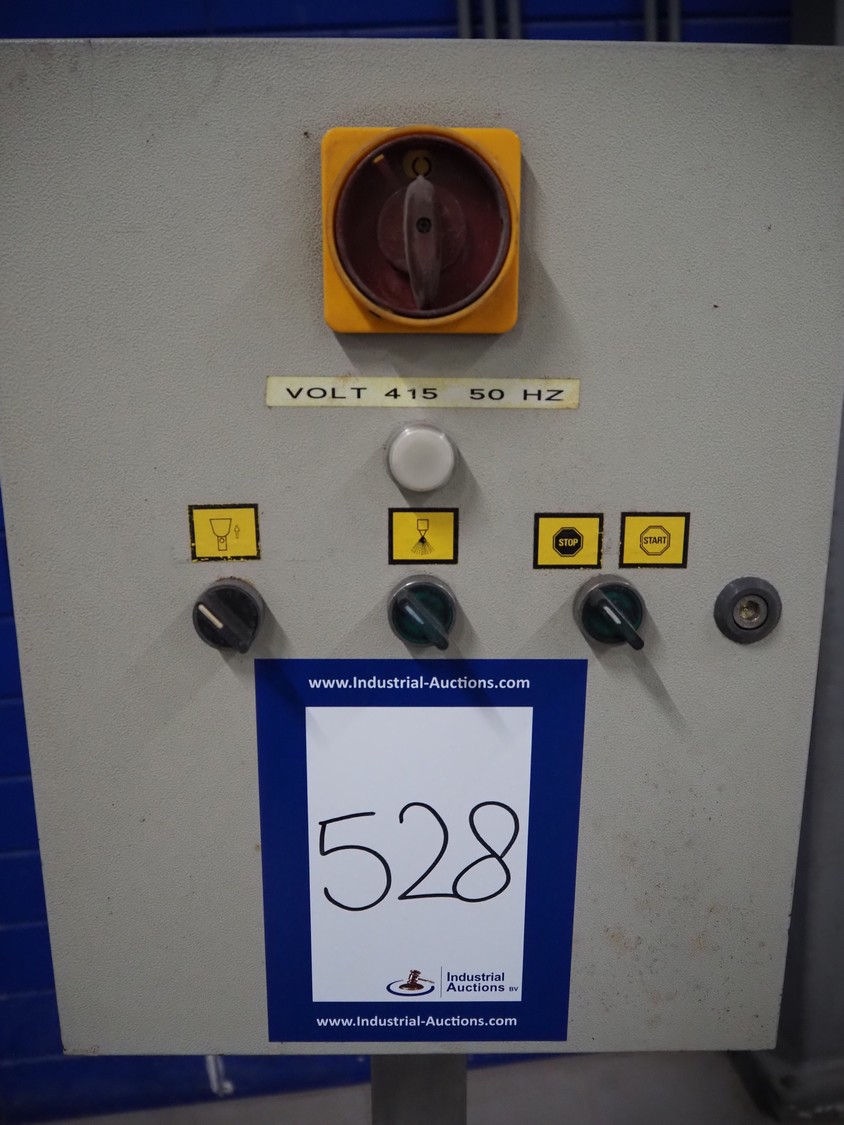 VOLT 415 50 HZ
STOP
START
www.Industrial-Auctions.com
528
Industrial
Auctions BV
www.Industrial-Auctions.com